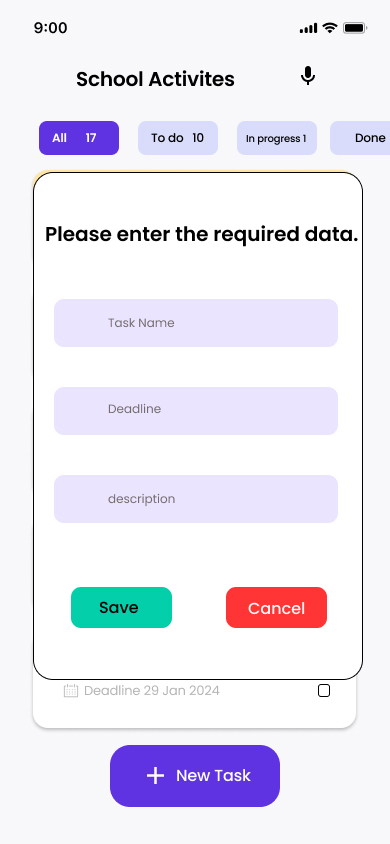 9:00
School Activites
All 17 To do 10 In progress 1 Done
Please enter the required data.
Task Name
Deadline
description
Save Cancel
Deadline 29 Jan 2024
New Task